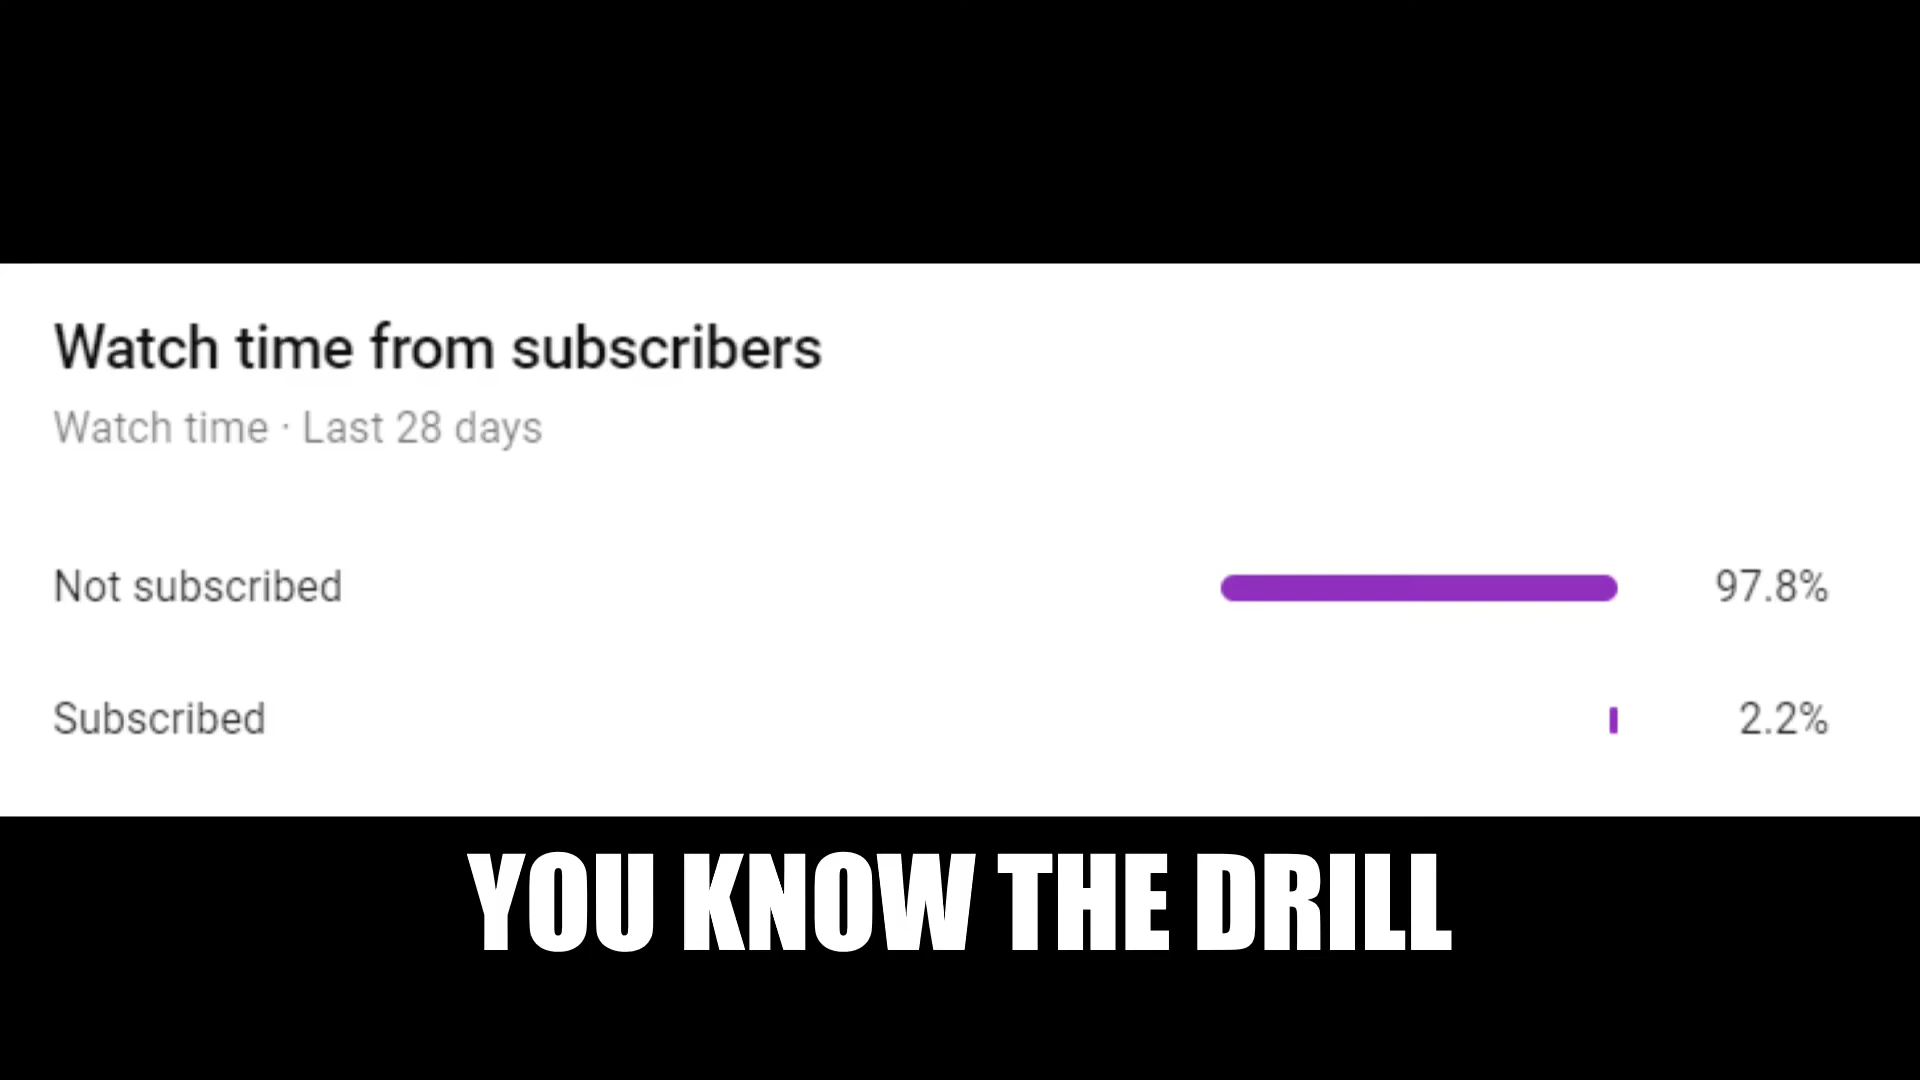 Watch time from subscribers
Watch time · Last 28 days
Not subscribed 97.8%
Subscribed 2.2%
YOU KNOW THE DRILL